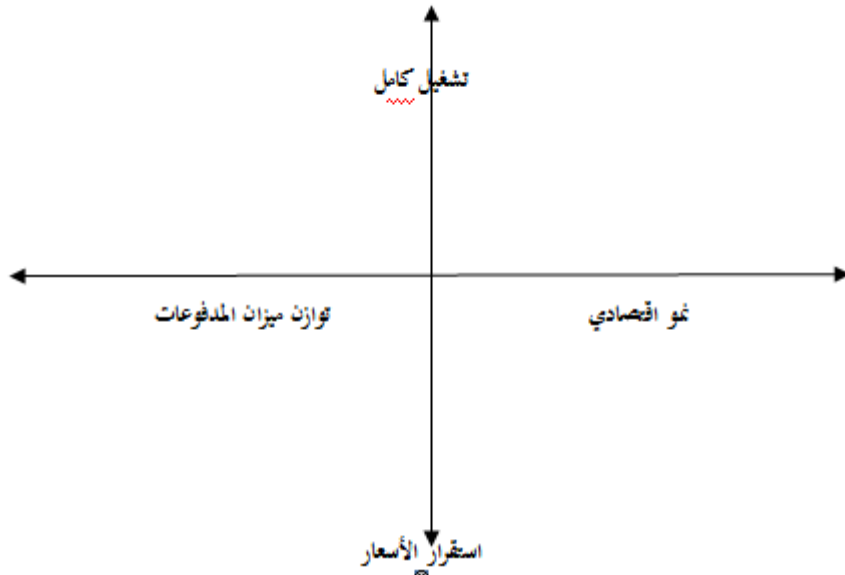 تشغيل كامل
نمو اقتصادي
توازن ميزان المدفوعات
استقرار الأسعار